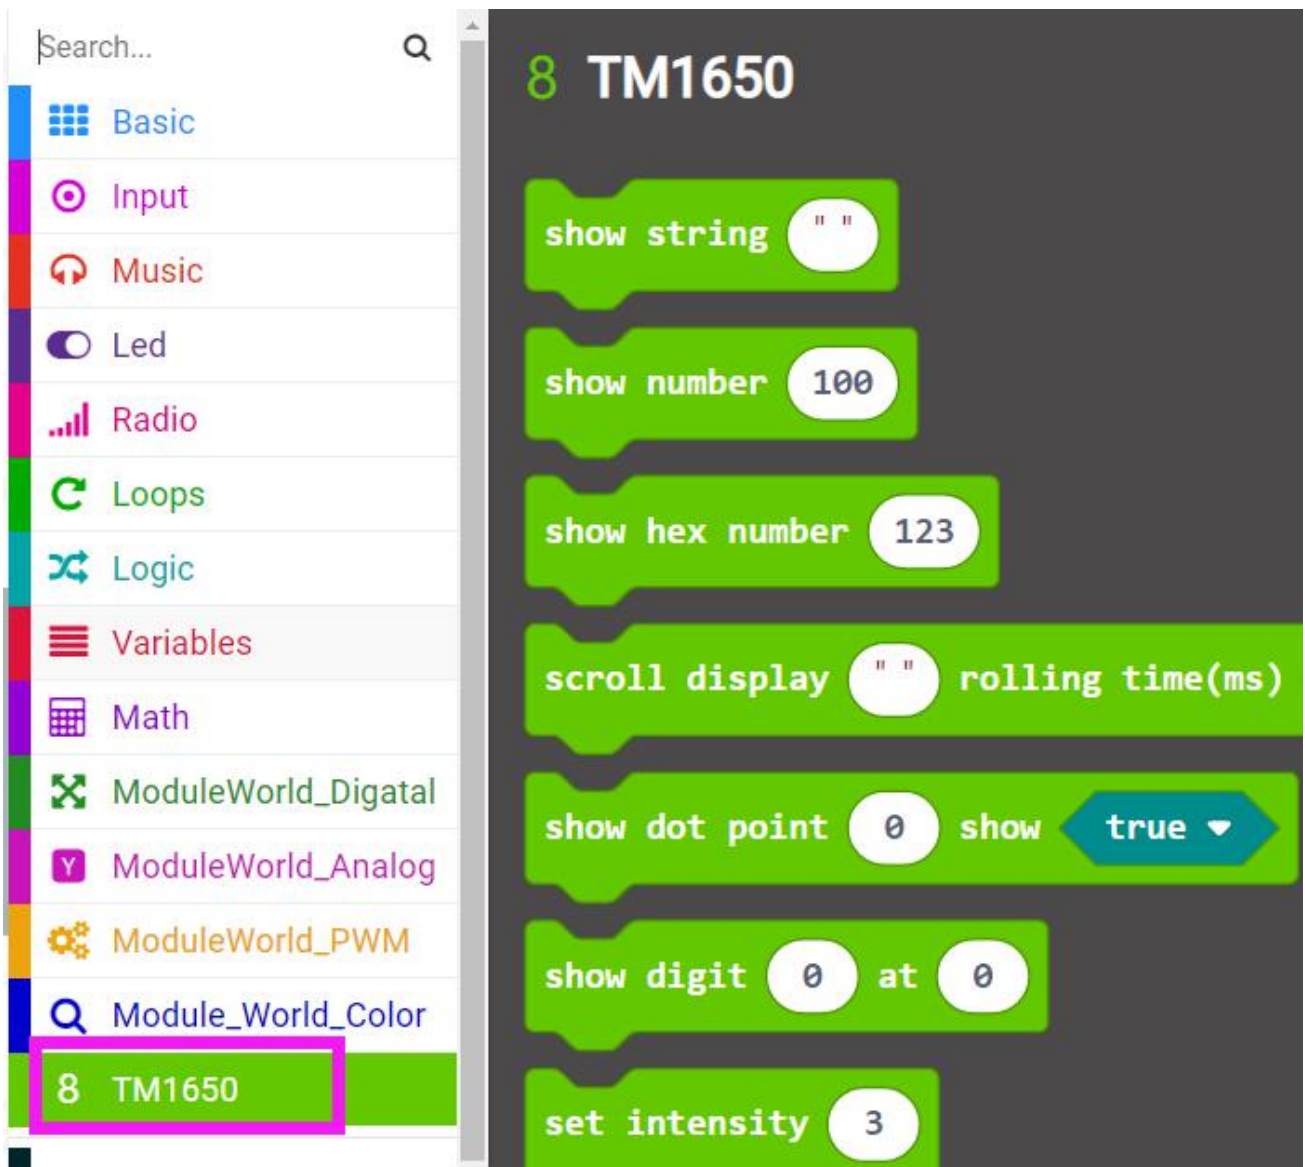 Search...
Basic
Input
Music
Led
Radio
Loops
Logic
Variables
Math
ModuleWorld_Digatal
Y ModuleWorld_Analog
ModuleWorld_PWM
Module_World_Color
8 TM1650
8 TM1650
show string " "
show number 100
show hex number 123
scroll display " " rolling time(ms)
show dot point 0 show true
show digit 0 at 0
set intensity 3